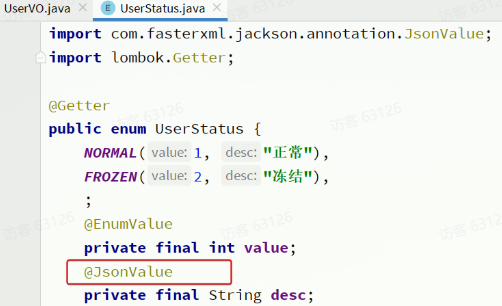 UserVO.java × UserStatus.java ×
import com.fasterxml.jackson.annotation.JsonValue;
import lombok.Getter;
@Getter
public enum UserStatus {
NORMAL( value: 1, desc: "正常"),
FROZEN( value: 2, desc: "冻结"),
;
@EnumValue
private final int value;
@JsonValue
private final String desc;
访客 63126
访客 63126
访客 63126
访客 63126